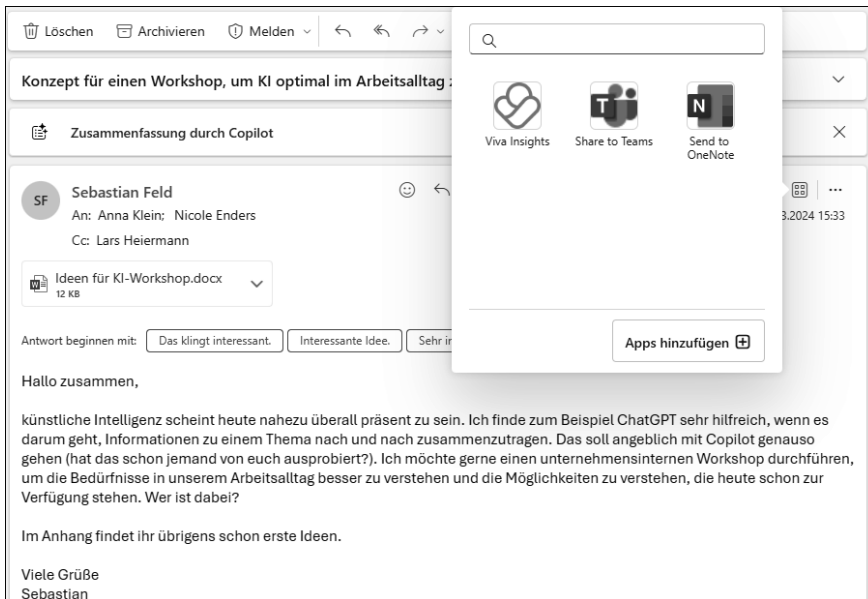 Löschen Archivieren Melden
Konzept für einen Workshop, um KI optimal im Arbeitsalltag
Zusammenfassung durch Copilot
SF Sebastian Feld
An: Anna Klein; Nicole Enders
Cc: Lars Heiermann
3.2024 15:33
Ideen für KI-Workshop.docx
12 KB
Antwort beginnen mit: Das klingt interessant. Interessante Idee. Sehr
Viva Insights
Share to Teams
Send to
OneNote
Apps hinzufügen
Hallo zusammen,
künstliche Intelligenz scheint heute nahezu überall präsent zu sein. Ich finde zum Beispiel ChatGPT sehr hilfreich, wenn es
darum geht, Informationen zu einem Thema nach und nach zusammenzutragen. Das soll angeblich mit Copilot genauso
gehen (hat das schon jemand von euch ausprobiert?). Ich möchte gerne einen unternehmensinternen Workshop durchführen,
um die Bedürfnisse in unserem Arbeitsalltag besser zu verstehen und die Möglichkeiten zu verstehen, die heute schon zur
Verfügung stehen. Wer ist dabei?
Im Anhang findet ihr übrigens schon erste Ideen.
Viele Grüße
Sebastian